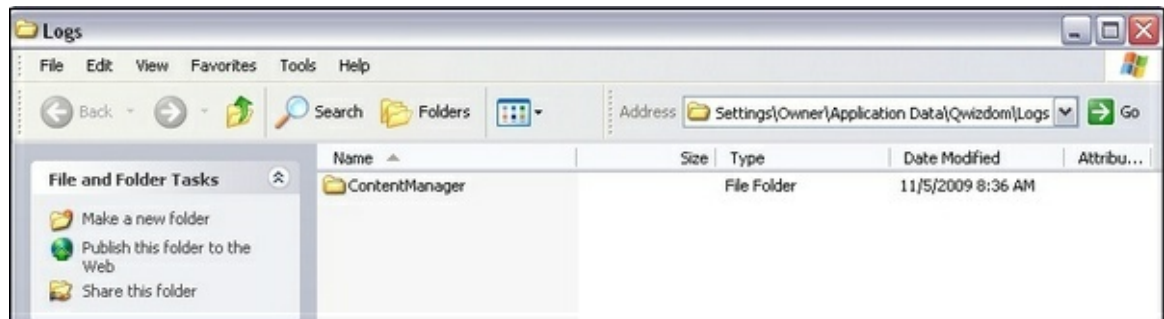 Logs
File Edit View Favorites Tools Help
Back Search Folders Address Settings\Owner\Application Data\Qwizdom\Logs Go
Name Size Type Date Modified Attribu...
File and Folder Tasks
ContentManager File Folder 11/5/2009 8:36 AM
Make a new folder
Publish this folder to the
Web
Share this folder